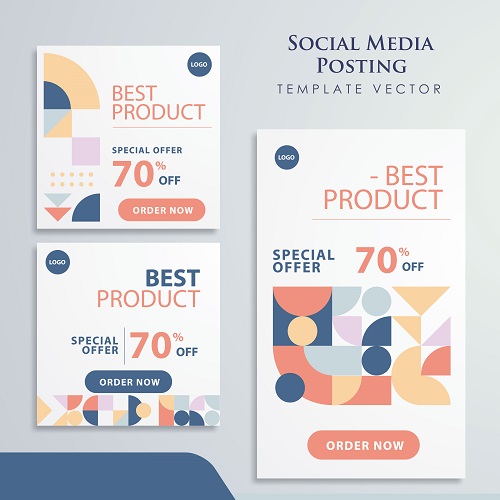 SOCIAL MEDIA
POSTING
TEMPLATE VECTOR
LOGO
BEST
PRODUCT
SPECIAL OFFER
70% OFF
ORDER NOW
LOGO
BEST
PRODUCT
SPECIAL
OFFER
70% OFF
ORDER NOW
LOGO
- BEST
PRODUCT
SPECIAL
OFFER
70% OFF
ORDER NOW